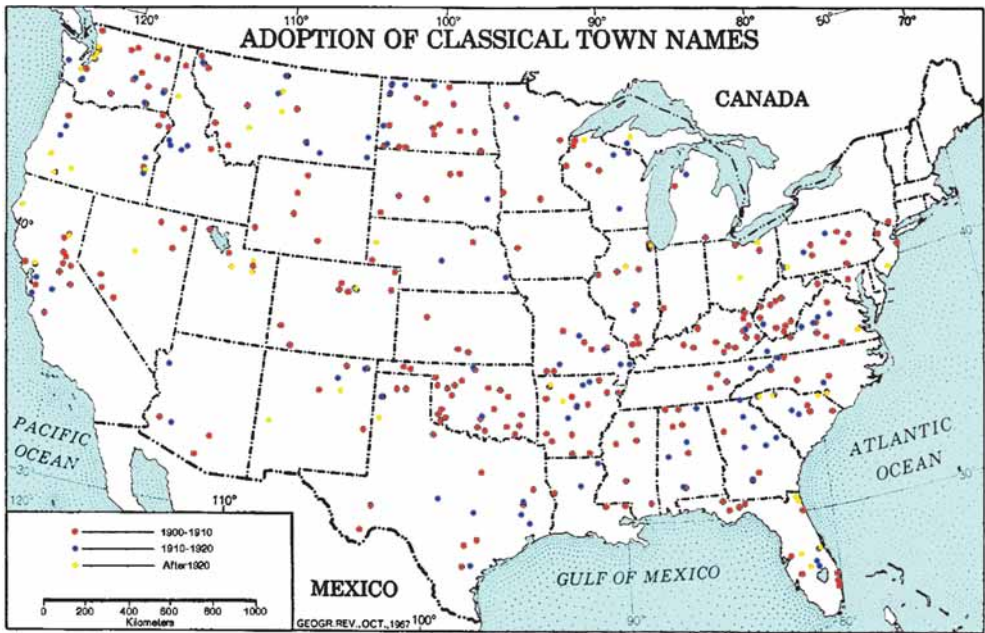 120°
110°
100°
90°
80°
50°
70°
ADOPTION OF CLASSICAL TOWN NAMES
CANADA
40°
40
PACIFIC
OCEAN
ATLANTIC
OCEAN
30°
120°
110°
1900-1910
1910-1920
After1920
0 200 400 600 800 1000
Kilometers
MEXICO
GULF OF MEXICO
GEOGR. REV., OCT., 1967
100°
90°
80°